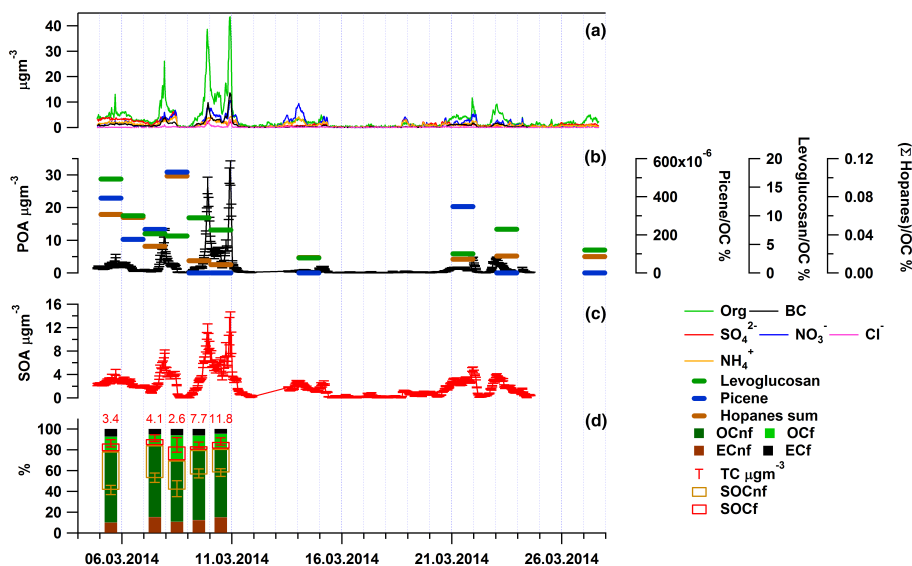 (a)
μgm⁻³
40
30
20
10
0
(b)
POA μgm⁻³
30
20
10
0
600x10⁻⁶
400
200
0
Picene/OC %
20
15
10
5
0
Levoglucosan/OC %
0.12
0.08
0.04
0.00
(Σ Hopanes)/OC %
(c)
SOA μgm⁻³
16
12
8
4
0
(d)
%
100
80
60
40
20
0
3.4 4.1 2.6 7.7 11.8
06.03.2014 11.03.2014 16.03.2014 21.03.2014 26.03.2014
Org BC
SO₄²⁻ NO₃⁻ Cl⁻
NH₄⁺
Levoglucosan
Picene
Hopanes sum
OCnf OCf
ECnf ECf
TC μgm⁻³
SOCnf
SOCf